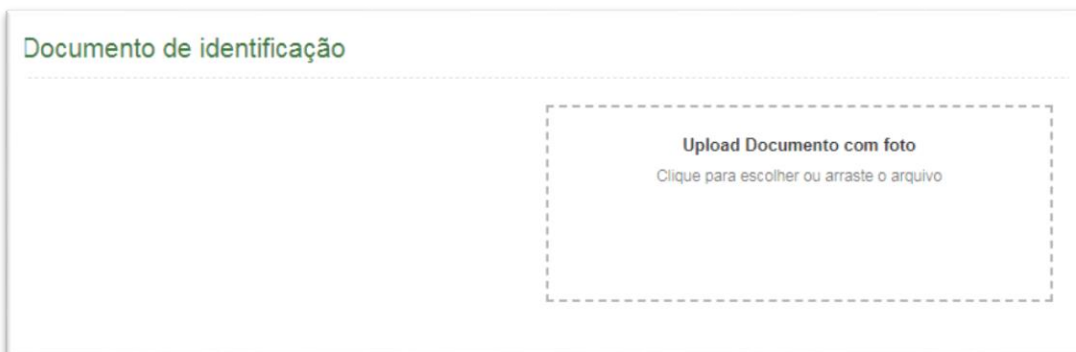 Documento de identificação
Upload Documento com foto
Clique para escolher ou arraste o arquivo